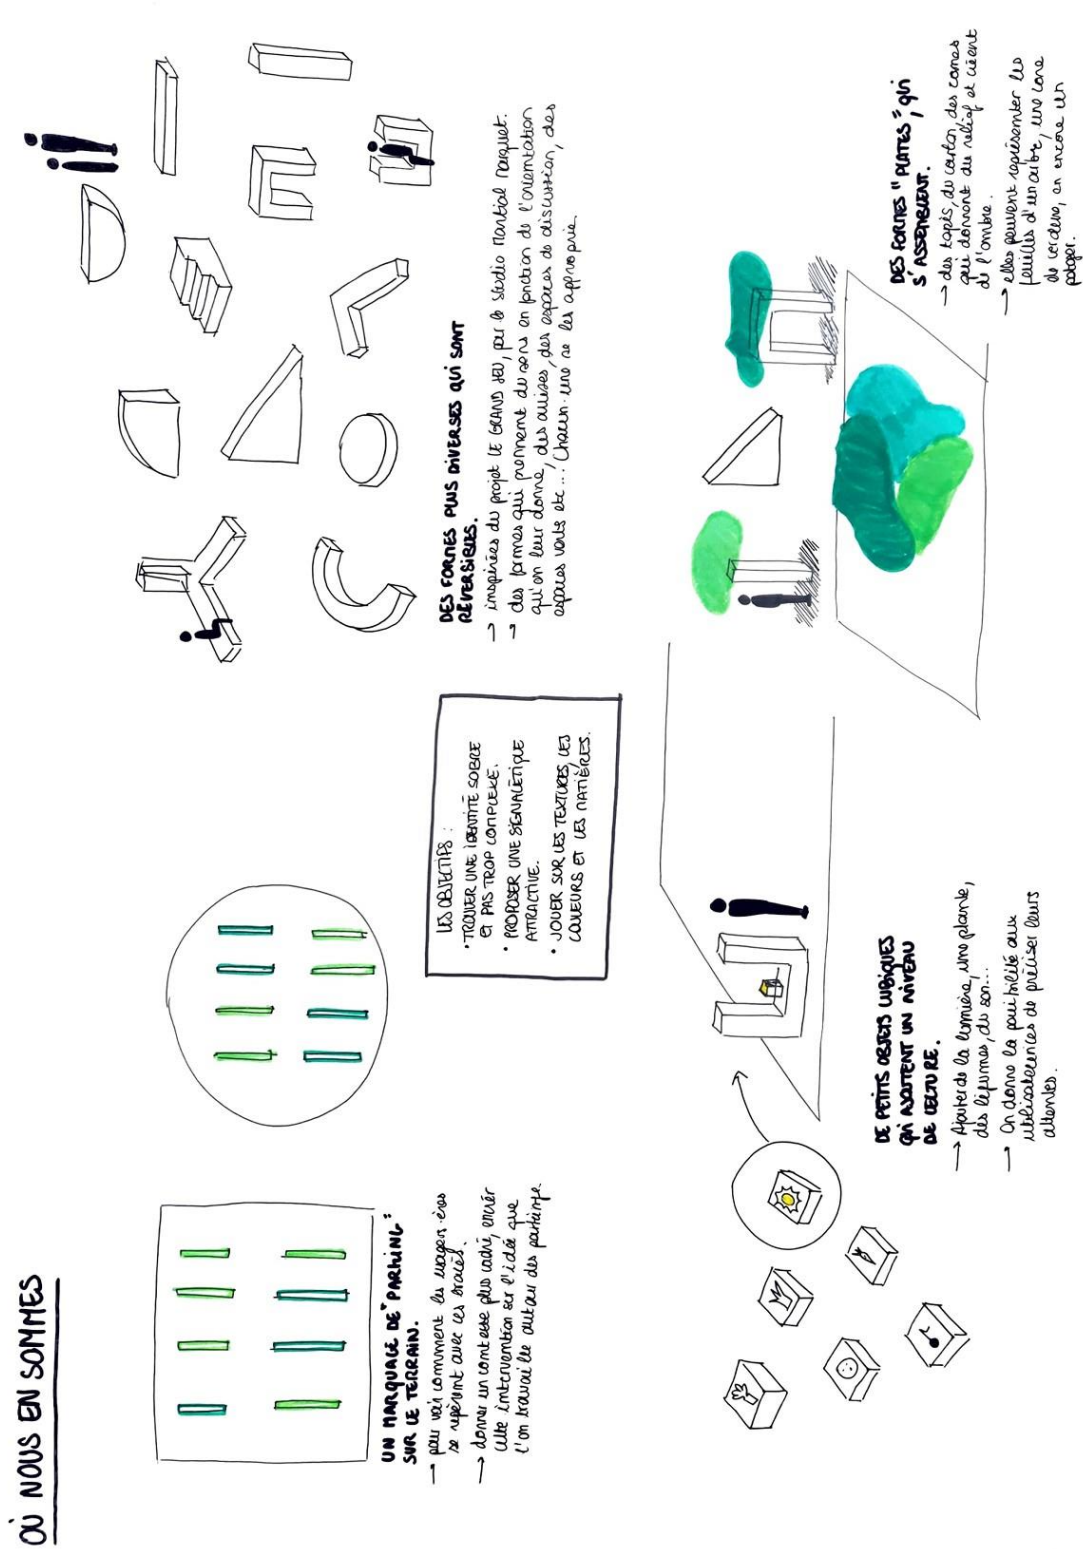 OÙ NOUS EN SOMMES
UN MARQUAGE DE "PARKING"
SUR LE TERRAIN.
→ pour voir comment les usagers·ères
se repèrent avec ces tracés.
→ donner un contexte plus cadré, ancrer
cette intervention sur l'idée que
l'on travaille autour des parkings.
LES OBJECTIFS :
• TROUVER UNE IDENTITÉ SOBRE
ET PAS TROP COMPLEXE.
• PROPOSER UNE SIGNALÉTIQUE
ATTRACTIVE.
• JOUER SUR LES TEXTURES, LES
COULEURS ET LES MATIÈRES.
DES FORMES PLUS DIVERSES QUI SONT
RÉVERSIBLES.
→ inspirées du projet LE GRAND JEU, par le Studio Martial Marquet.
→ des formes qui prennent du sens en fonction de l'orientation
qu'on leur donne, des assises, des espaces de discussion, des
espaces verts etc... Chacun·une se les approprie.
DE PETITS OBJETS CUBIQUES
QUI AJOUTENT UN NIVEAU
DE LECTURE.
→ Ajouter de la lumière, une plante,
des légumes, du son...
→ On donne la possibilité aux
utilisateurices de préciser leurs
attentes.
DES FORMES "PLATES", qui
S'ASSEMBLENT.
→ des tapis, du carton, des cames
qui donnent du relief et créent
de l'ombre.
→ elles peuvent représenter les
feuilles d'un arbre, une zone
de verdure, ou encore un
potager.